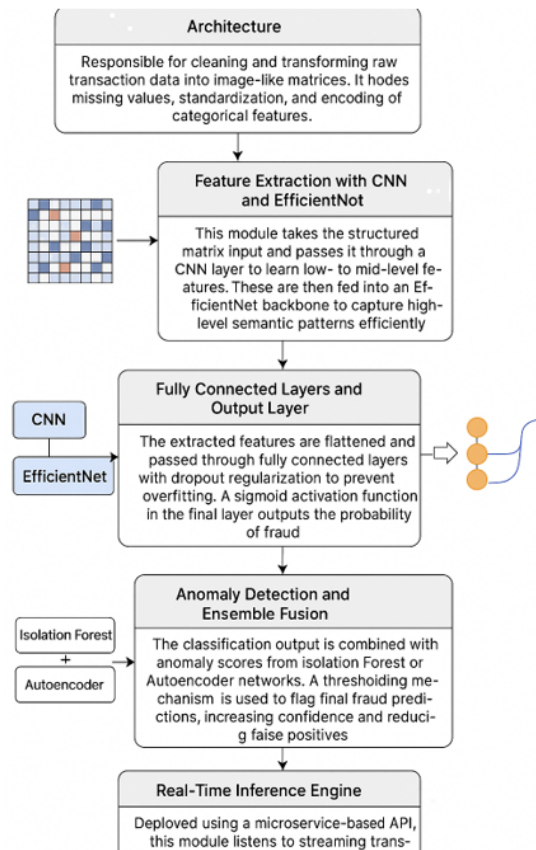 Architecture
Responsible for cleaning and transforming raw
transaction data into image-like matrices. It hodes
missing values, standardization, and encoding of
categorical features.
Feature Extraction with CNN
and EfficientNot
This module takes the structured
matrix input and passes it through a
CNN layer to learn low- to mid-level fe-
atures. These are then fed into an Ef-
ficientNet backbone to capture high-
level semantic patterns efficiently
Fully Connected Layers and
Output Layer
CNN
EfficientNet
The extracted features are flattened and
passed through fully connected layers
with dropout regularization to prevent
overfitting. A sigmoid activation function
in the final layer outputs the probability
of fraud
Anomaly Detection and
Ensemble Fusion
Isolation Forest
+
Autoencoder
The classification output is combined with
anomaly scores from isolation Forest or
Autoencoder networks. A thresholding me-
chanism is used to flag final fraud predi-
ctions, increasing confidence and reduci-
g faise positives
Real-Time Inference Engine
Deploved using a microservice-based API,
this module listens to streaming trans-